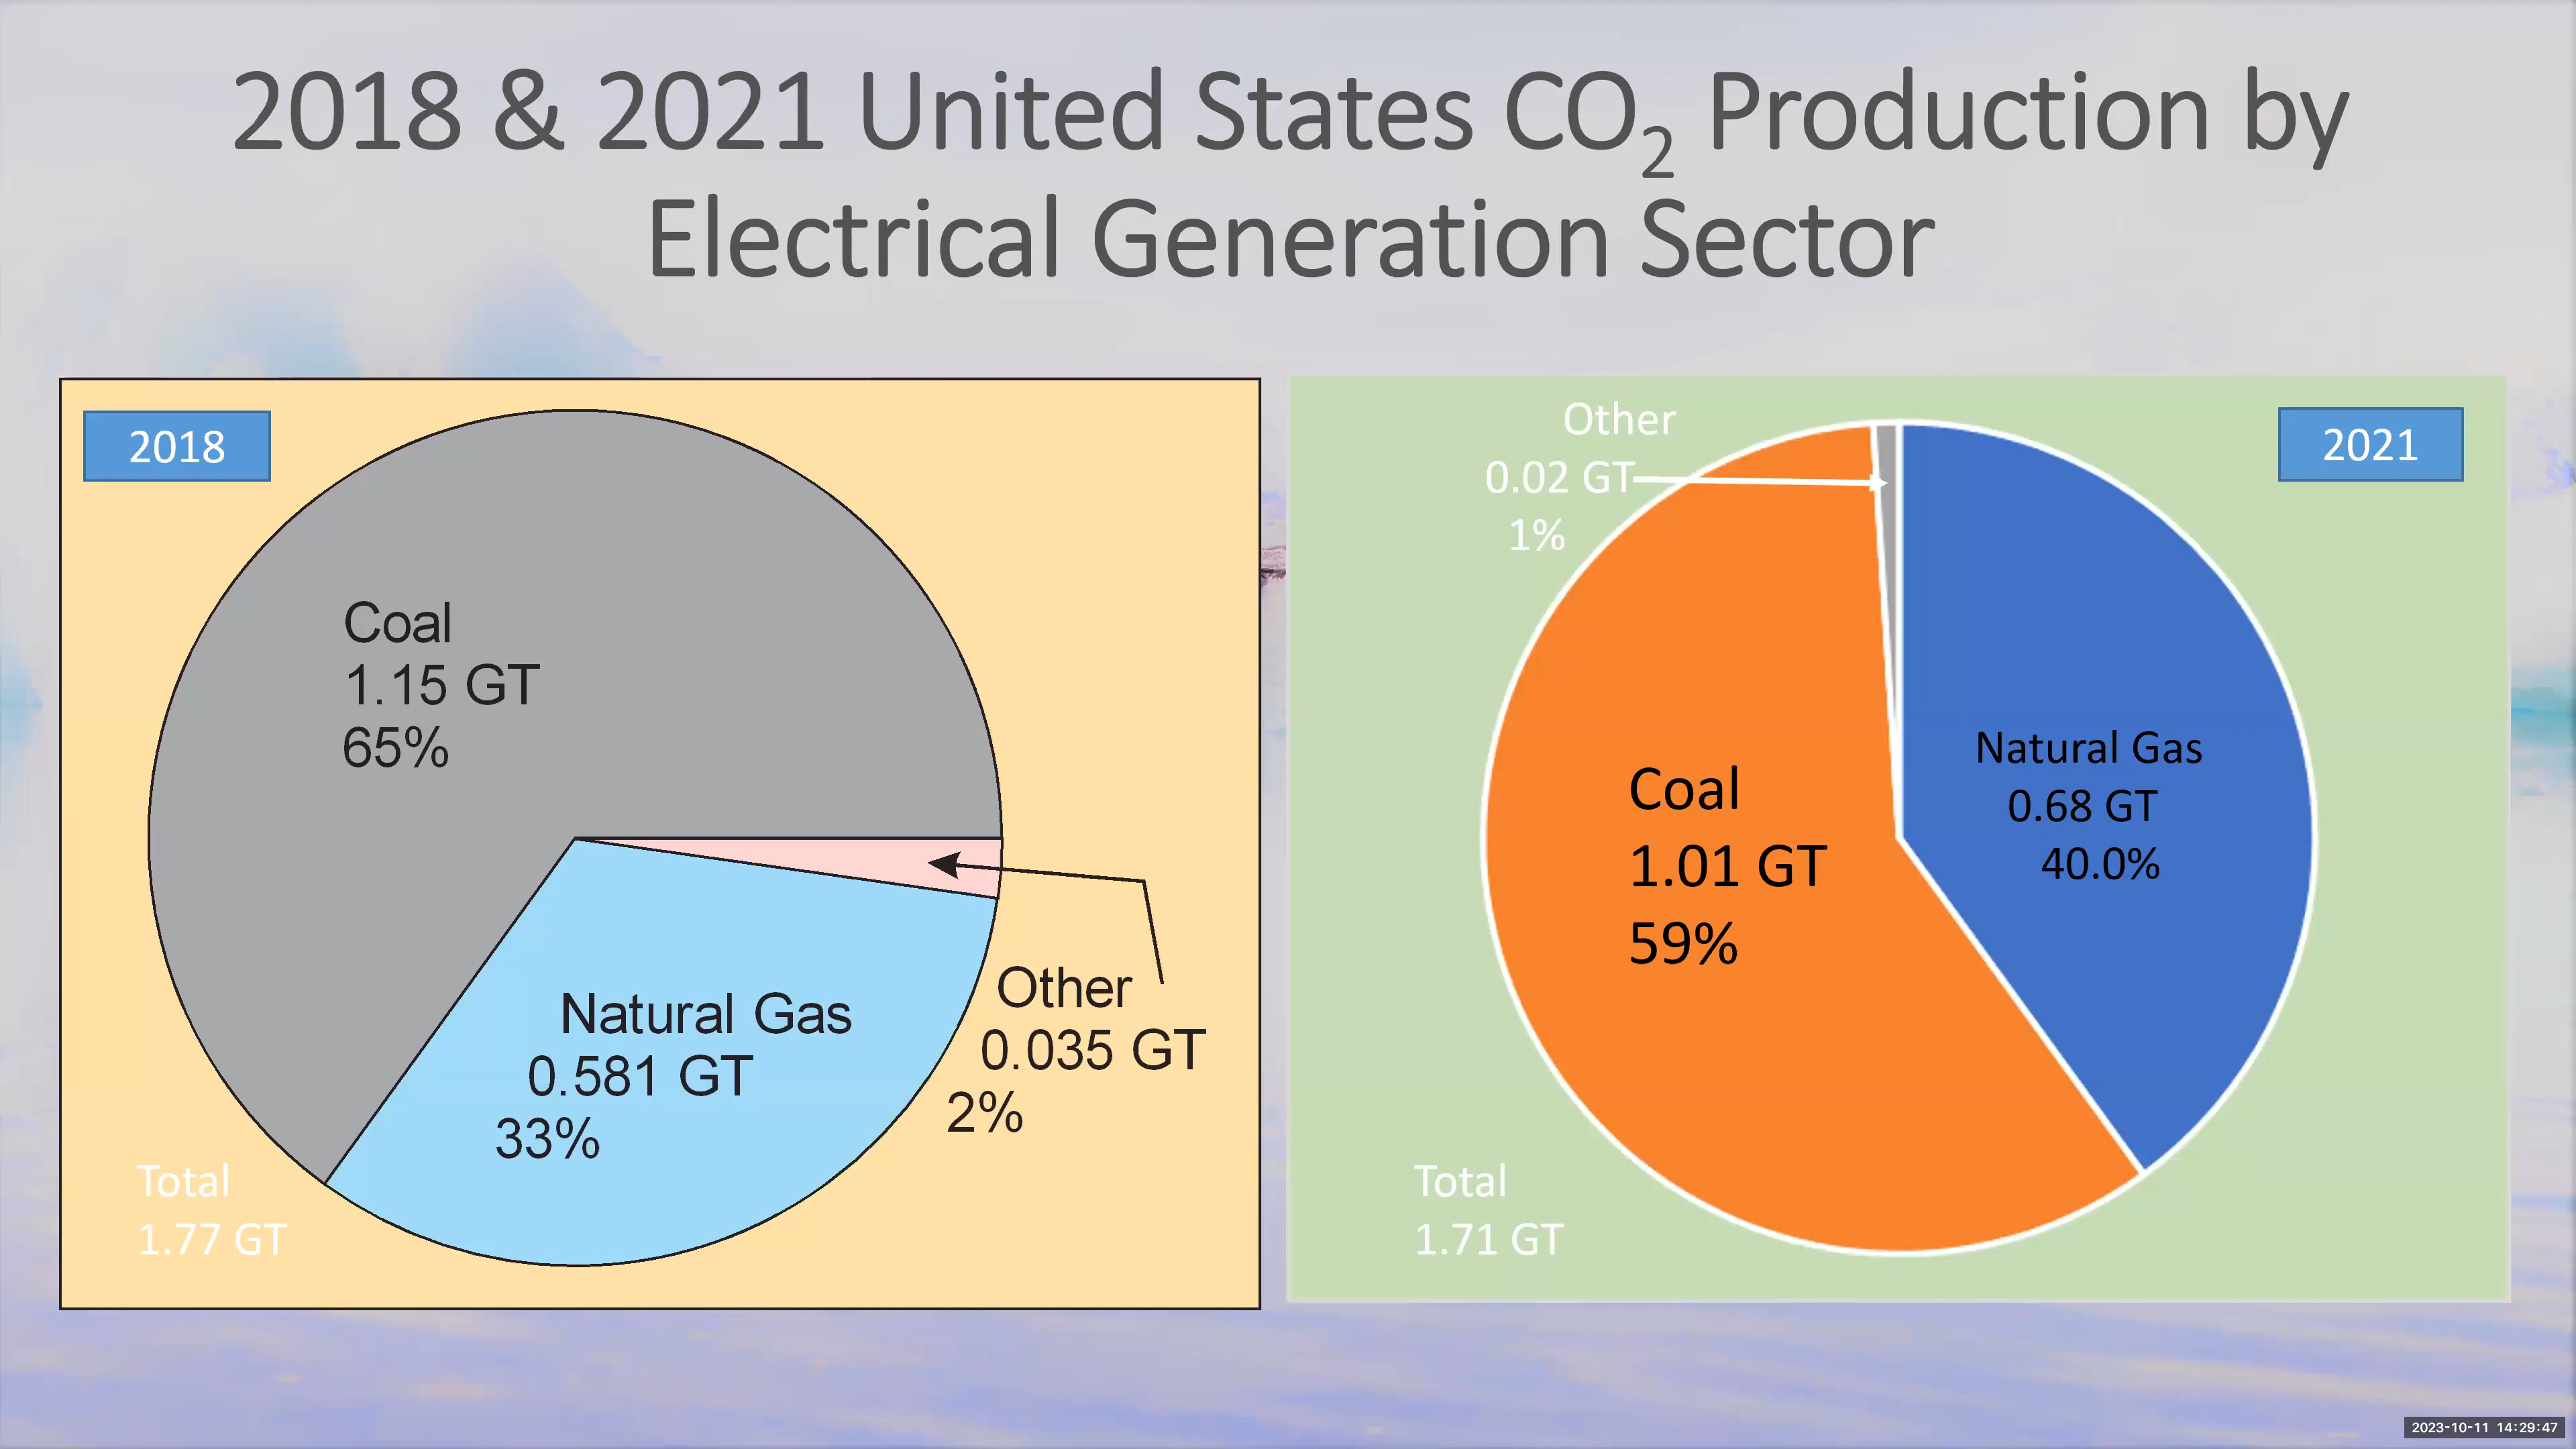 2018 & 2021 United States CO₂ Production by
Electrical Generation Sector
2018
Coal
1.15 GT
65%
Natural Gas
0.581 GT
33%
Other
0.035 GT
2%
Total
1.77 GT
2021
Other
0.02 GT
1%
Natural Gas
0.68 GT
40.0%
Coal
1.01 GT
59%
Total
1.71 GT
2023-10-11 14:29:47